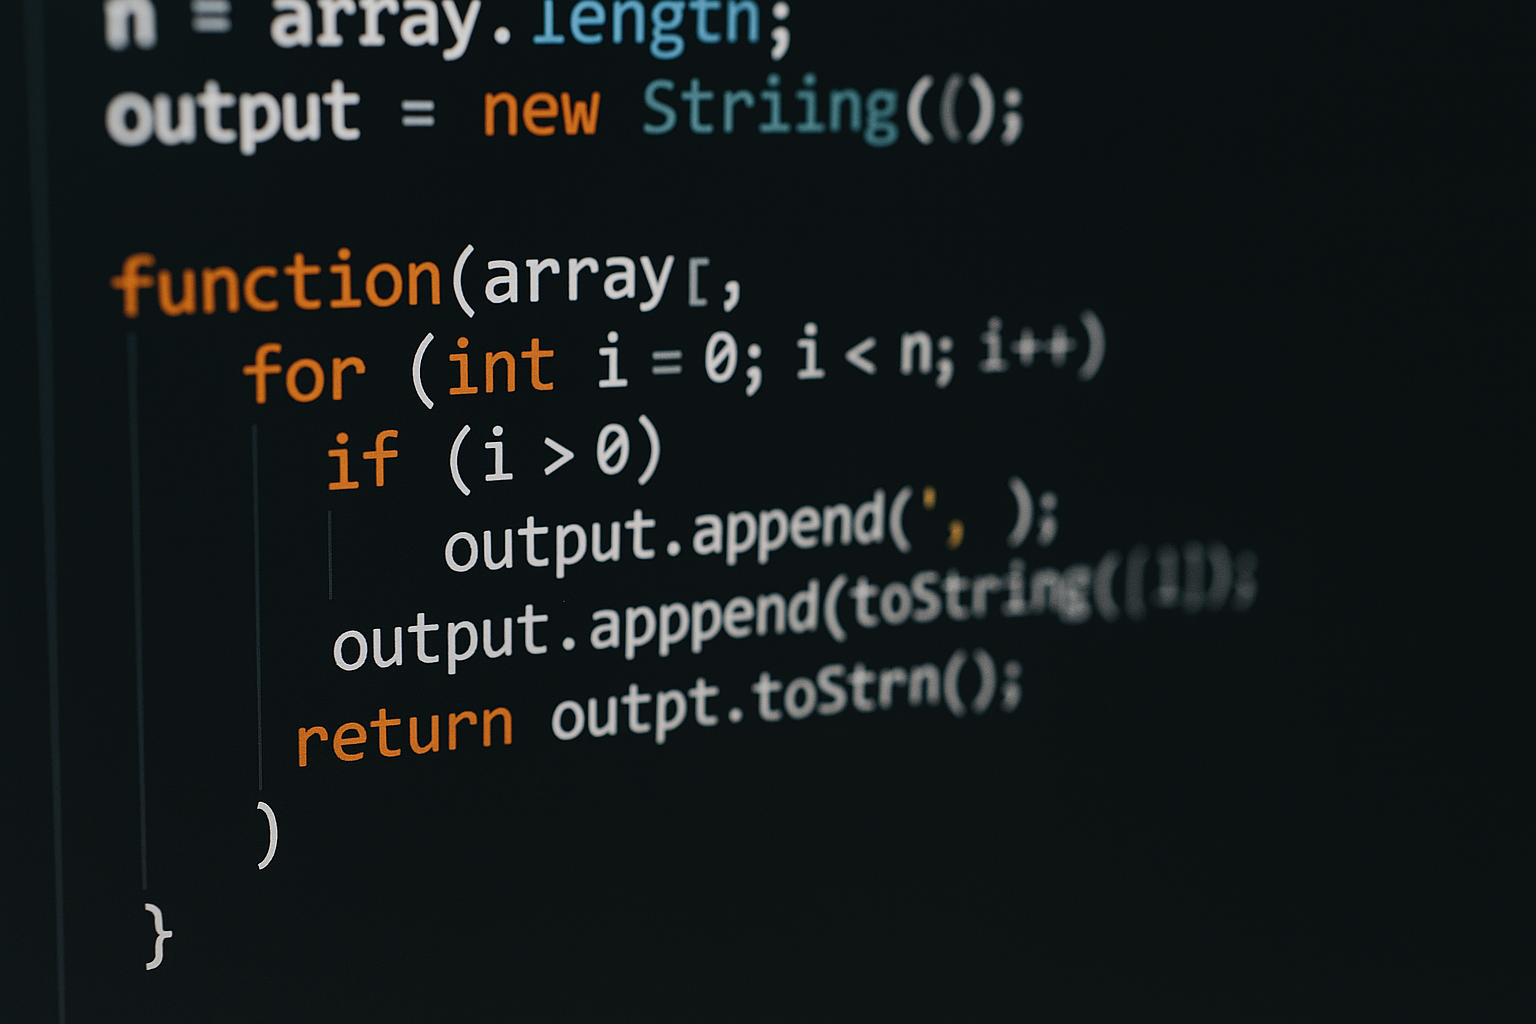 n = array.length;
output = new Striing(();
function(array[,
for (int i = 0; i < n; i++)
if (i > 0)
output.append(', );
output.apppend(toString([1]);
return outpt.toStrn();
)
}